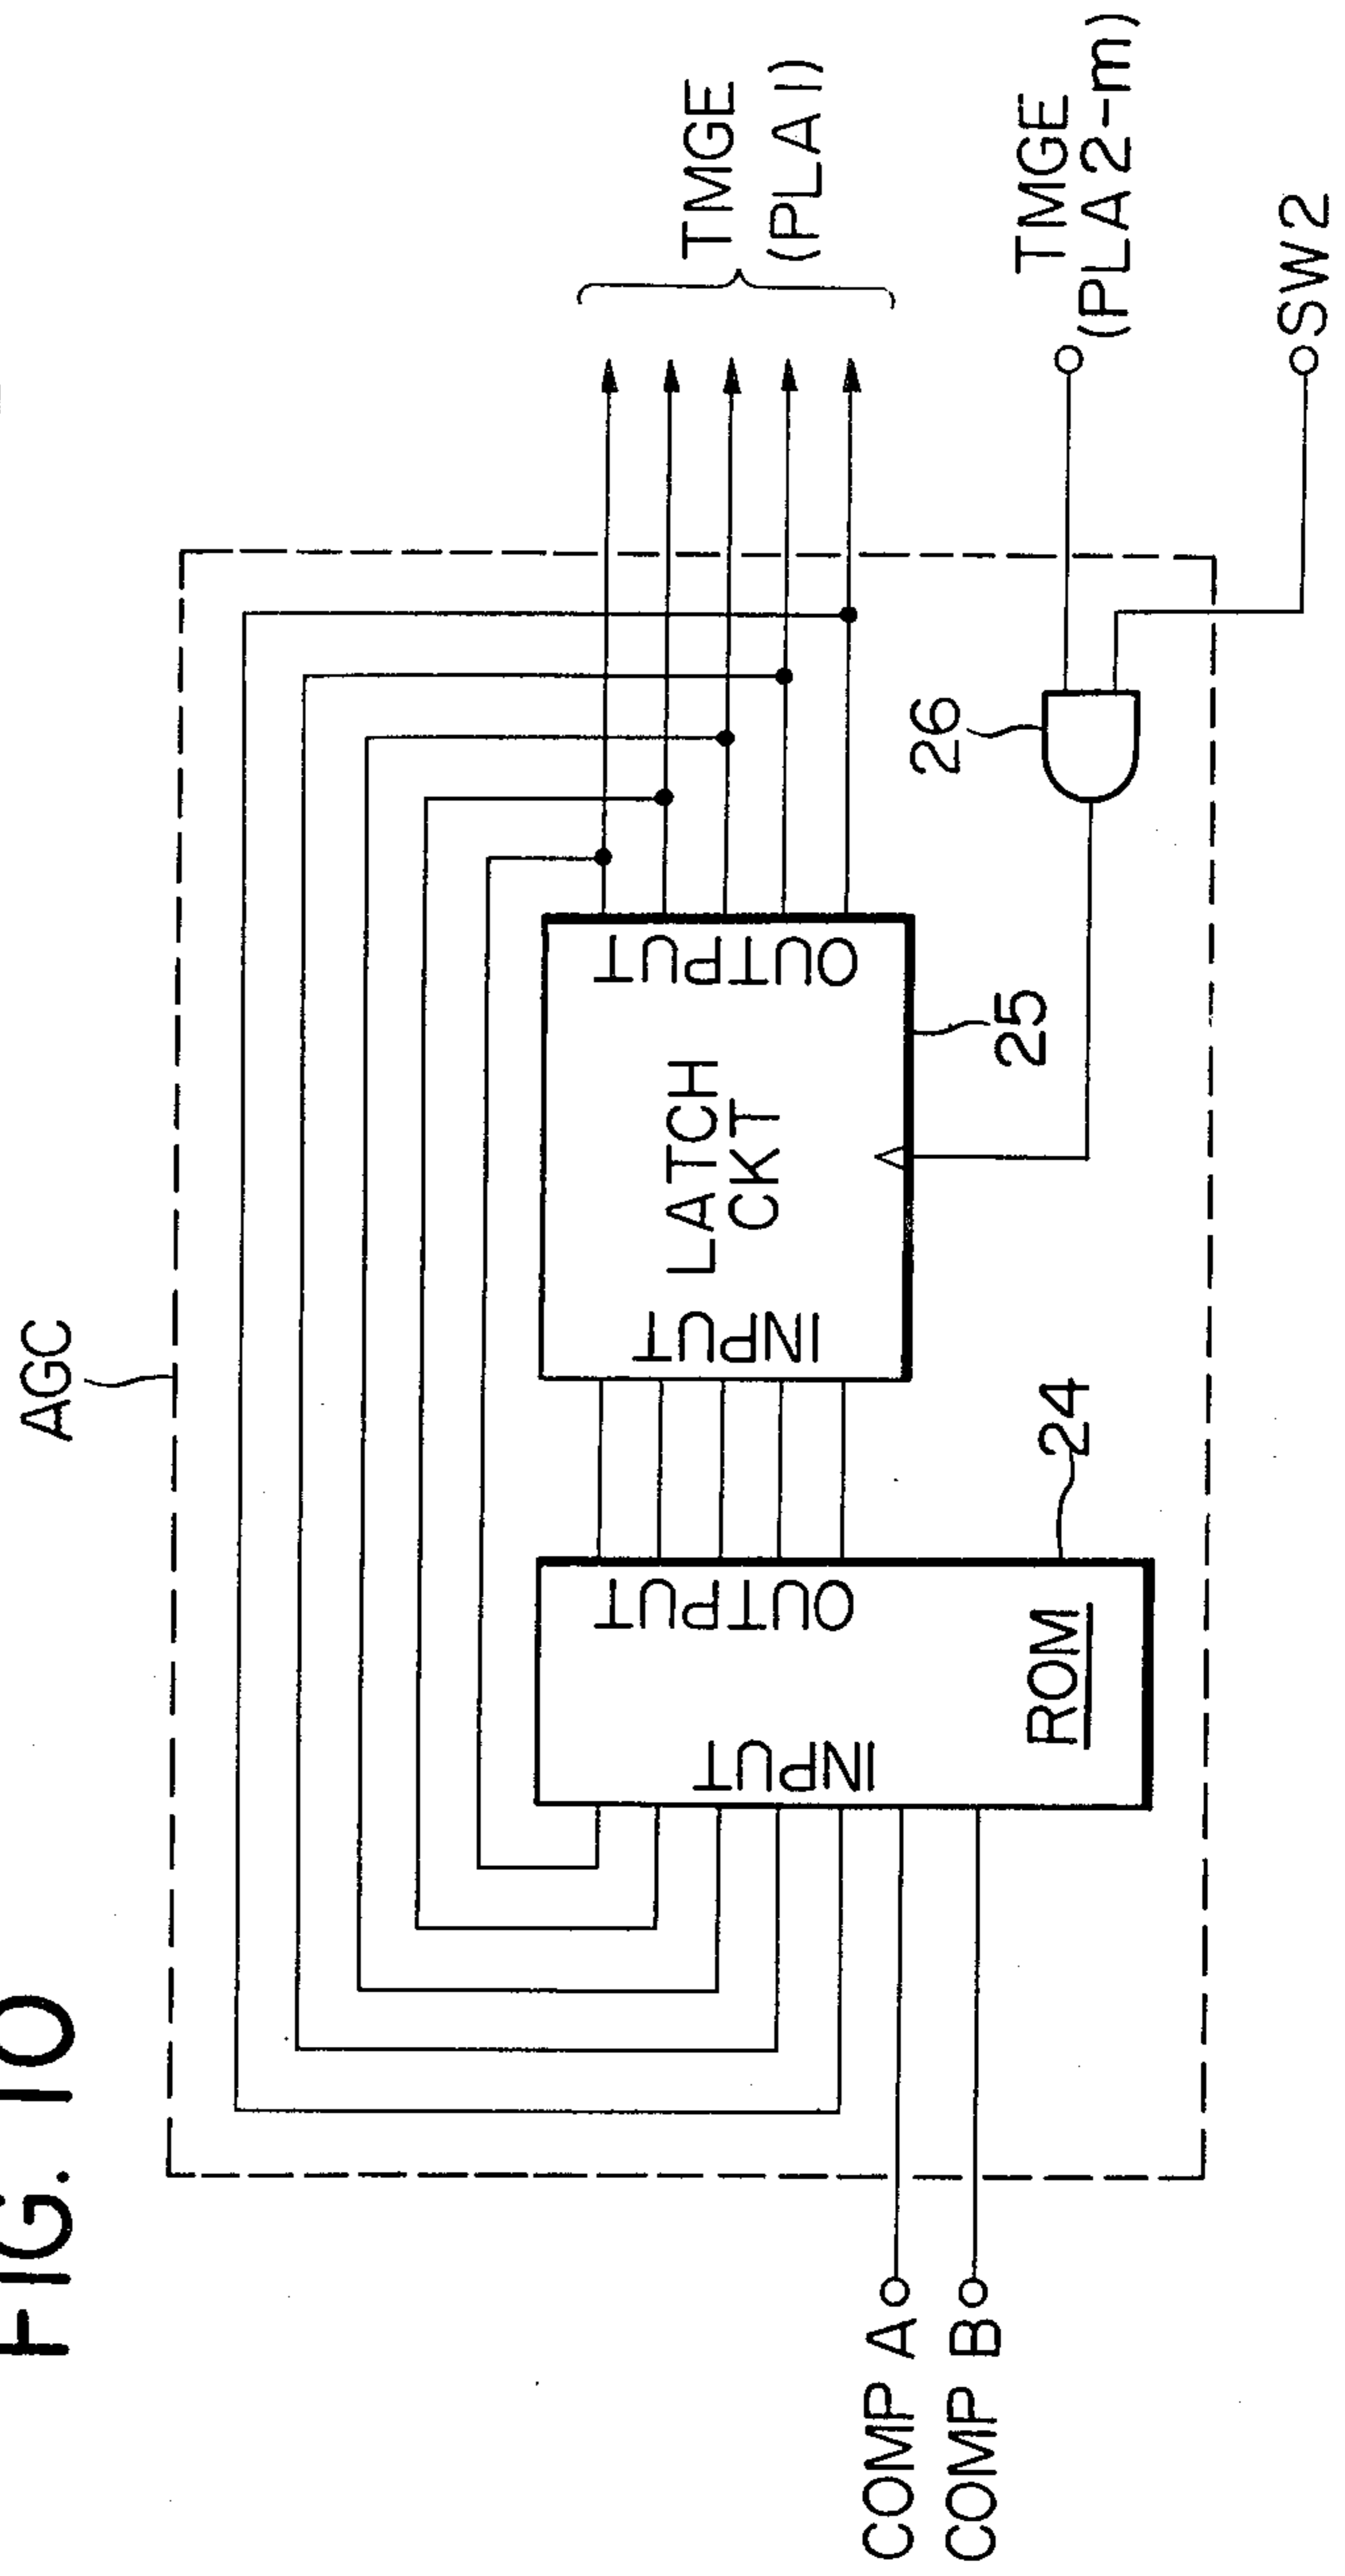 FIG. 10
AGC
TMGE
(PLA 1)
TMGE
(PLA 2-m)
SW2
26
25
24
OUTPUT
LATCH
CKT
INPUT
OUTPUT
ROM
INPUT
COMP A
COMP B